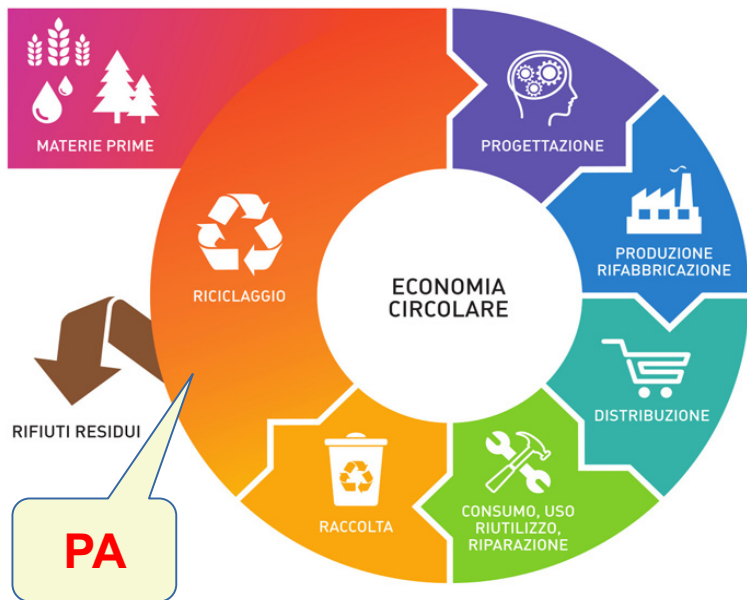 MATERIE PRIME
PROGETTAZIONE
PRODUZIONE
RIFABBRICAZIONE
DISTRIBUZIONE
CONSUMO, USO
RIUTILIZZO,
RIPARAZIONE
RACCOLTA
RICICLAGGIO
RIFIUTI RESIDUI
ECONOMIA
CIRCOLARE
PA